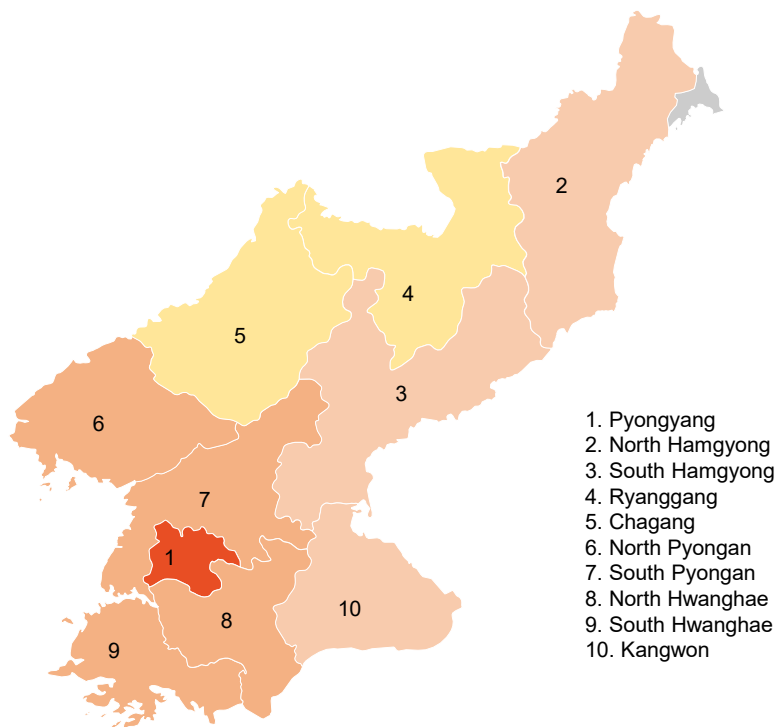 2
4
5
3
6
7
1
8
10
9
1. Pyongyang
2. North Hamgyong
3. South Hamgyong
4. Ryanggang
5. Chagang
6. North Pyongan
7. South Pyongan
8. North Hwanghae
9. South Hwanghae
10. Kangwon